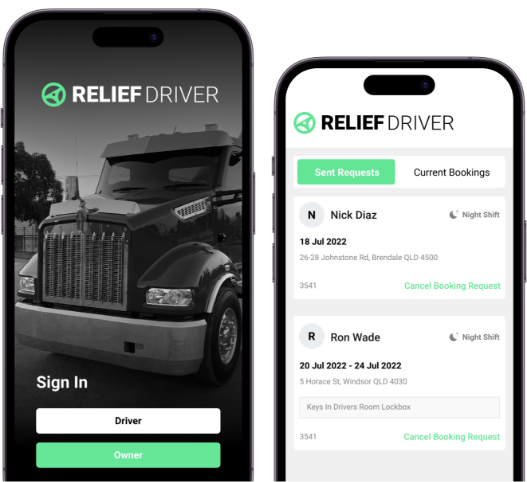 RELIEF DRIVER
Sign In
Driver
Owner
RELIEF DRIVER
Sent Requests
Current Bookings
N
Nick Diaz
Night Shift
18 Jul 2022
26-28 Johnstone Rd, Brendale QLD 4500
3541
Cancel Booking Request
R
Ron Wade
Night Shift
20 Jul 2022 - 24 Jul 2022
5 Horace St, Windsor QLD 4030
Keys In Drivers Room Lockbox
3541
Cancel Booking Request